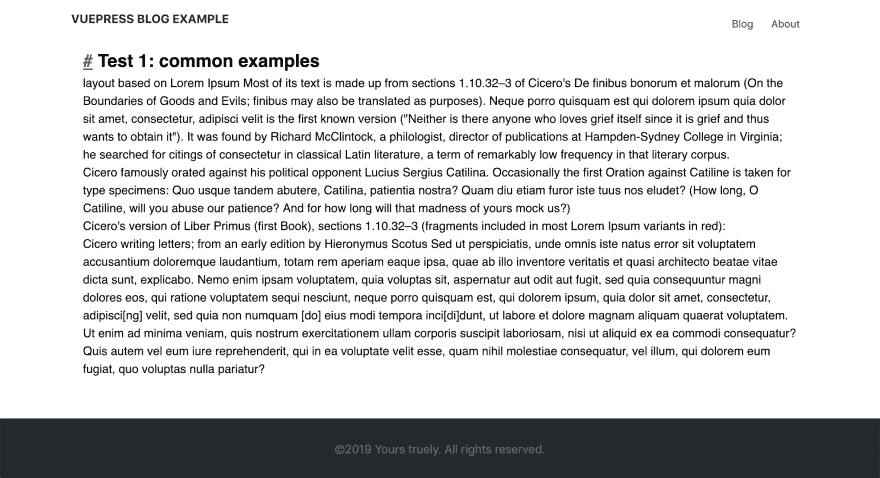 VUEPRESS BLOG EXAMPLE
Blog About
# Test 1: common examples
layout based on Lorem Ipsum Most of its text is made up from sections 1.10.32–3 of Cicero's De finibus bonorum et malorum (On the
Boundaries of Goods and Evils; finibus may also be translated as purposes). Neque porro quisquam est qui dolorem ipsum quia dolor
sit amet, consectetur, adipisci velit is the first known version ("Neither is there anyone who loves grief itself since it is grief and thus
wants to obtain it"). It was found by Richard McClintock, a philologist, director of publications at Hampden-Sydney College in Virginia;
he searched for citings of consectetur in classical Latin literature, a term of remarkably low frequency in that literary corpus.
Cicero famously orated against his political opponent Lucius Sergius Catilina. Occasionally the first Oration against Catiline is taken for
type specimens: Quo usque tandem abutere, Catilina, patientia nostra? Quam diu etiam furor iste tuus nos eludet? (How long, O
Catiline, will you abuse our patience? And for how long will that madness of yours mock us?)
Cicero's version of Liber Primus (first Book), sections 1.10.32–3 (fragments included in most Lorem Ipsum variants in red):
Cicero writing letters; from an early edition by Hieronymus Scotus Sed ut perspiciatis, unde omnis iste natus error sit voluptatem
accusantium doloremque laudantium, totam rem aperiam eaque ipsa, quae ab illo inventore veritatis et quasi architecto beatae vitae
dicta sunt, explicabo. Nemo enim ipsam voluptatem, quia voluptas sit, aspernatur aut odit aut fugit, sed quia consequuntur magni
dolores eos, qui ratione voluptatem sequi nesciunt, neque porro quisquam est, qui dolorem ipsum, quia dolor sit amet, consectetur,
adipisci[ng] velit, sed quia non numquam [do] eius modi tempora inci[di]dunt, ut labore et dolore magnam aliquam quaerat voluptatem.
Ut enim ad minima veniam, quis nostrum exercitationem ullam corporis suscipit laboriosam, nisi ut aliquid ex ea commodi consequatur?
Quis autem vel eum iure reprehenderit, qui in ea voluptate velit esse, quam nihil molestiae consequatur, vel illum, qui dolorem eum
fugiat, quo voluptas nulla pariatur?
©2019 Yours truely. All rights reserved.